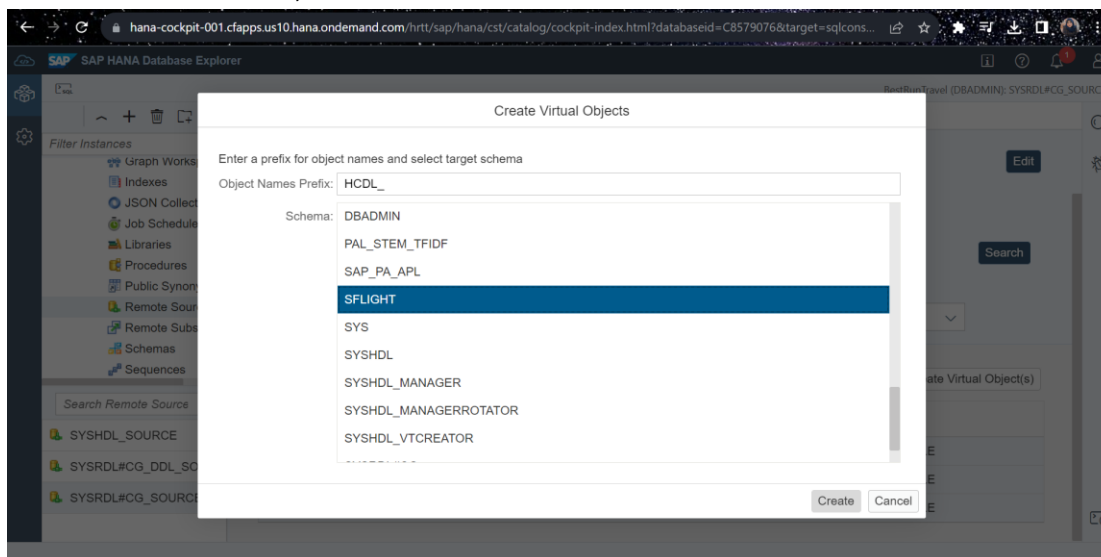 hana-cockpit-001.cfapps.us10.hana.ondemand.com/hrtt/sap/hana/cst/catalog/cockpit-index.html?databaseid=C8579076&target=sqlcons...
SAP SAP HANA Database Explorer
1
BestRunTravel (DBADMIN): SYSRDL#CG_SOURC
Create Virtual Objects
Filter Instances
Graph Works
Indexes
JSON Collect
Job Schedule
Libraries
Procedures
Public Synon
Remote Sour
Remote Subs
Schemas
Sequences
Search Remote Source
SYSHDL_SOURCE
SYSRDL#CG_DDL_SO
SYSRDL#CG_SOURCE
Enter a prefix for object names and select target schema
Object Names Prefix: HCDL_
Schema: DBADMIN
PAL_STEM_TFIDF
SAP_PA_APL
SFLIGHT
SYS
SYSHDL
SYSHDL_MANAGER
SYSHDL_MANAGERROTATOR
SYSHDL_VTCREATOR
Create Cancel
Edit
Search
ate Virtual Object(s)
E
E
E